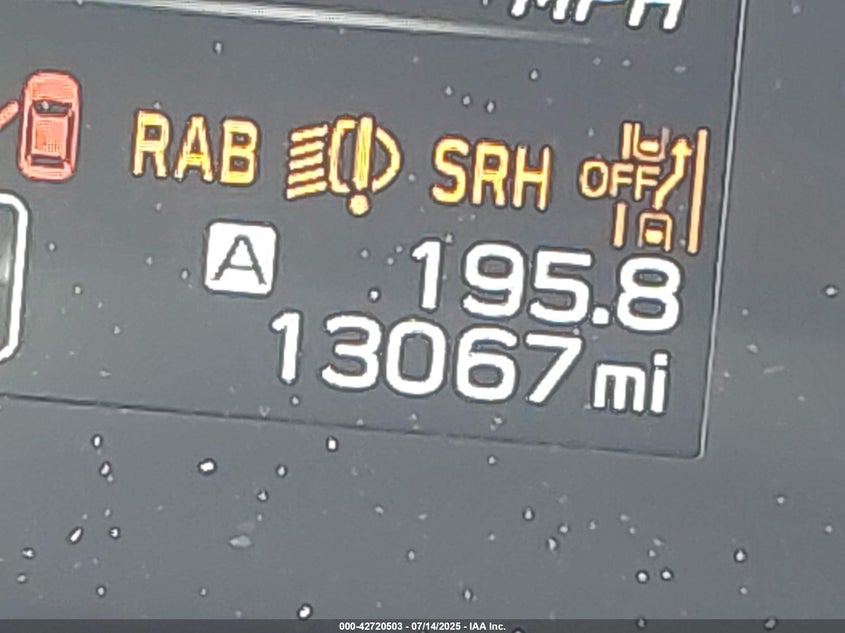 MPH
RAB SRH OFF
A 195.8
13067 mi
000-42720503 - 07/14/2025 - IAA Inc.